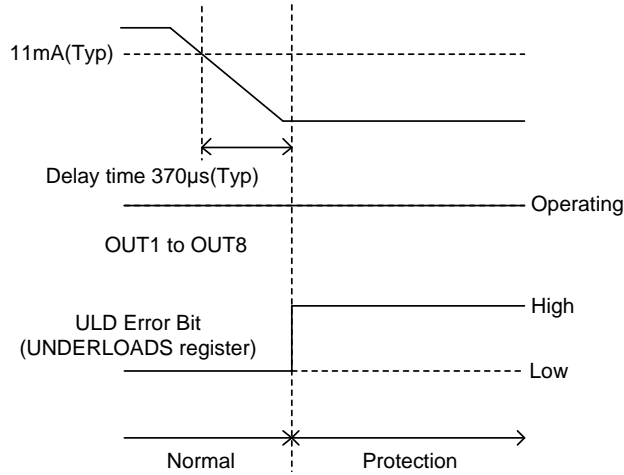 11mA(Typ)
Delay time 370µs(Typ)
Operating
OUT1 to OUT8
High
ULD Error Bit
(UNDERLOADS register)
Low
Normal
Protection